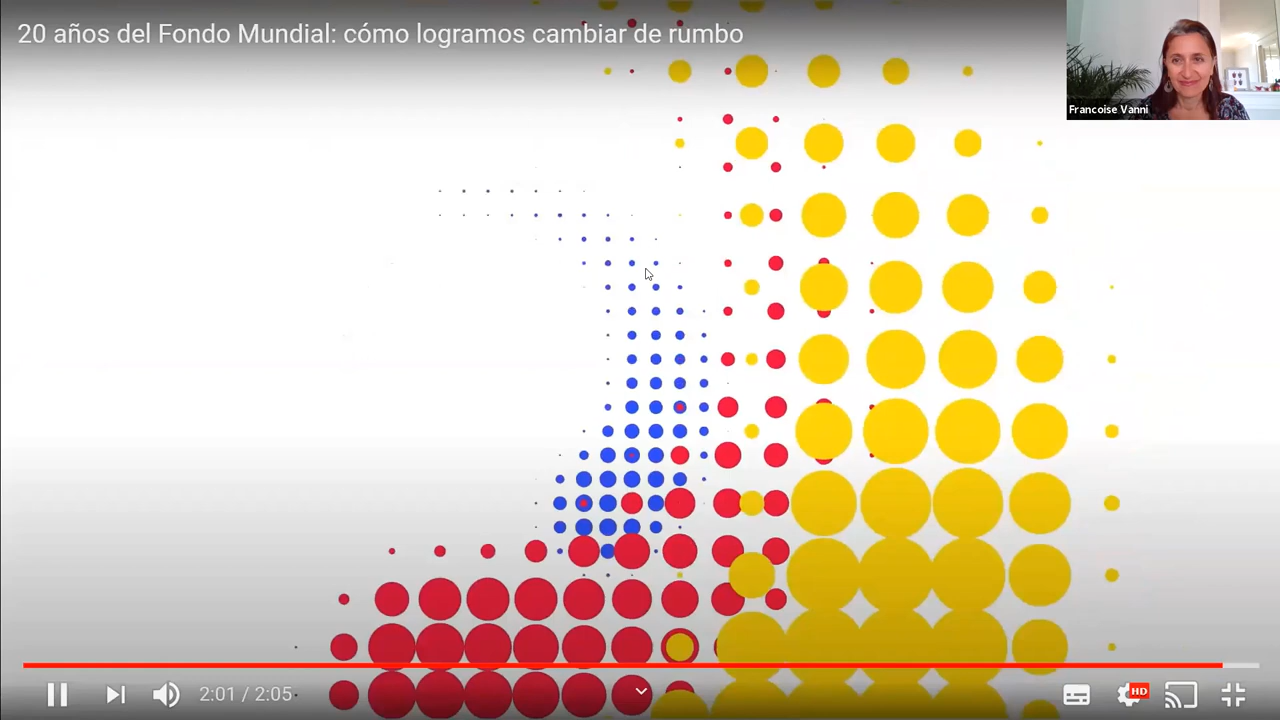 20 años del Fondo Mundial: cómo logramos cambiar de rumbo
Francoise Vanni
2:01 / 2:05
HD